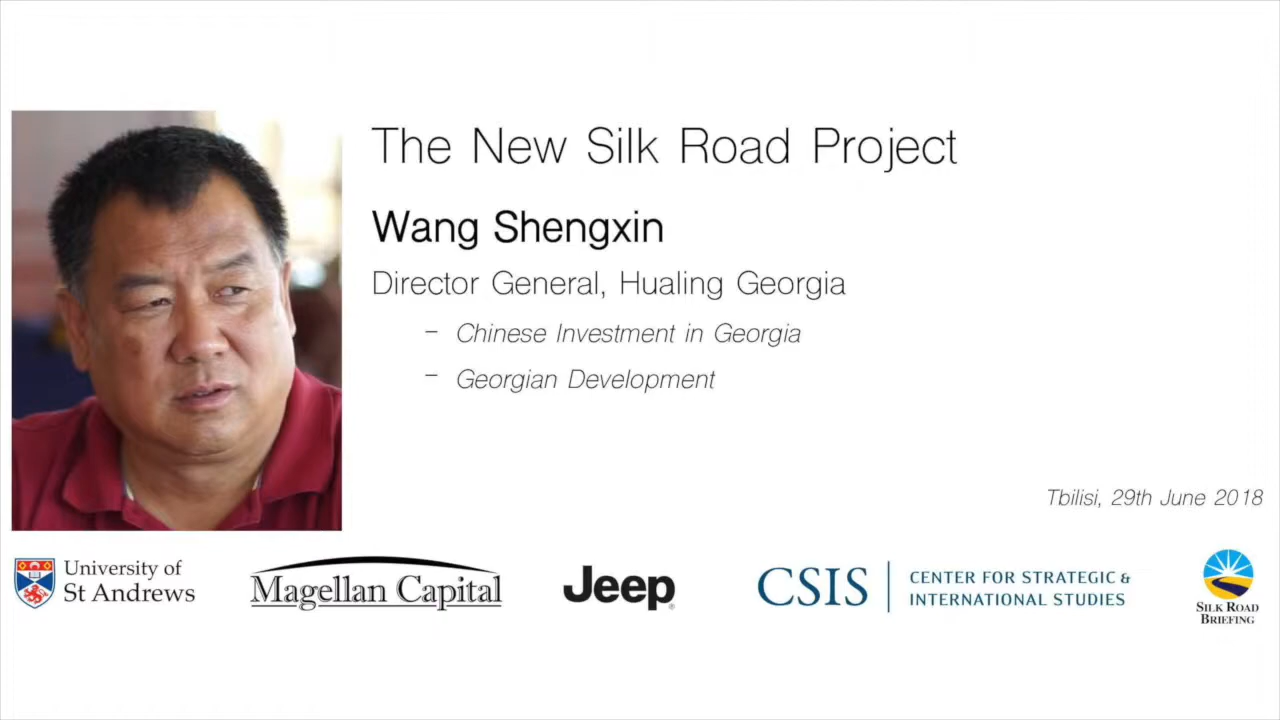 The New Silk Road Project
Wang Shengxin
Director General, Hualing Georgia
- Chinese Investment in Georgia
- Georgian Development
Tbilisi, 29th June 2018
University of
St Andrews
Magellan Capital
Jeep
CSIS
CENTER FOR STRATEGIC &
INTERNATIONAL STUDIES
SILK ROAD
BRIEFING